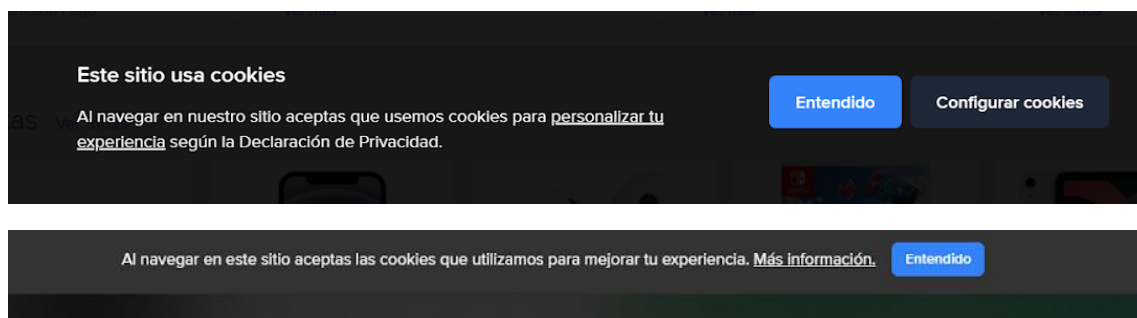 Ver más
Este sitio usa cookies
Al navegar en nuestro sitio aceptas que usemos cookies para personalizar tu
experiencia según la Declaración de Privacidad.
Entendido
Configurar cookies
Al navegar en este sitio aceptas las cookies que utilizamos para mejorar tu experiencia. Más información.
Entendido